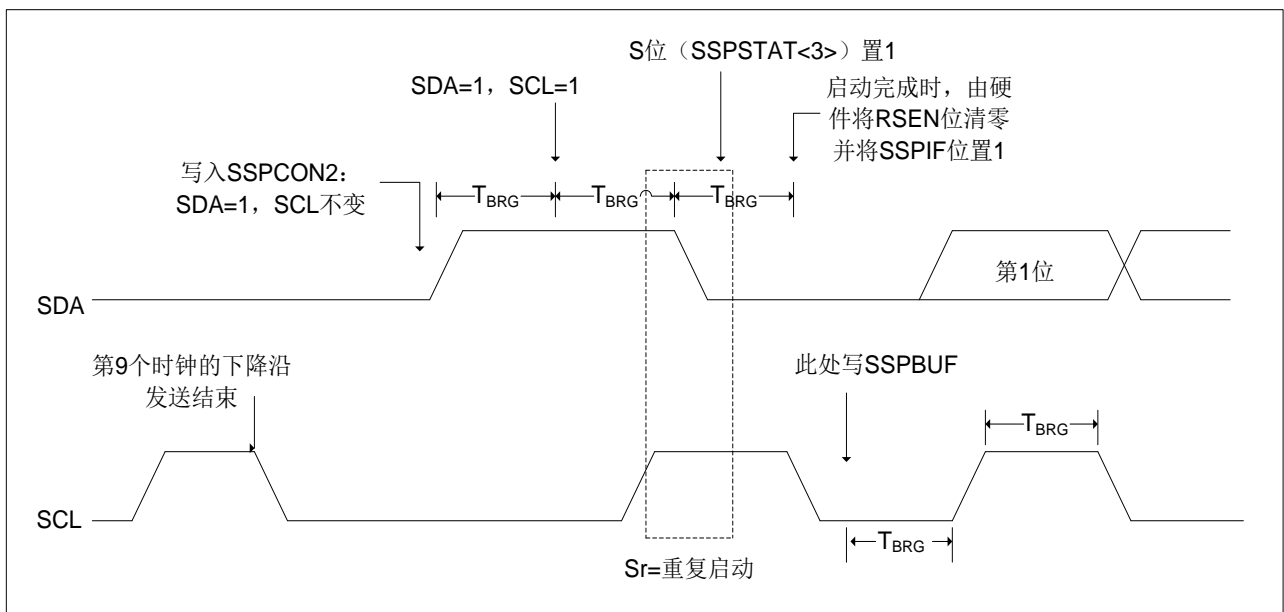 S位（SSPSTAT<3>）置1
SDA=1，SCL=1
启动完成时，由硬
件将RSEN位清零
并将SSPIF位置1
写入SSPCON2：
SDA=1，SCL不变
TBRG
TBRG
TBRG
第1位
SDA
第9个时钟的下降沿
发送结束
此处写SSPBUF
TBRG
SCL
TBRG
Sr=重复启动